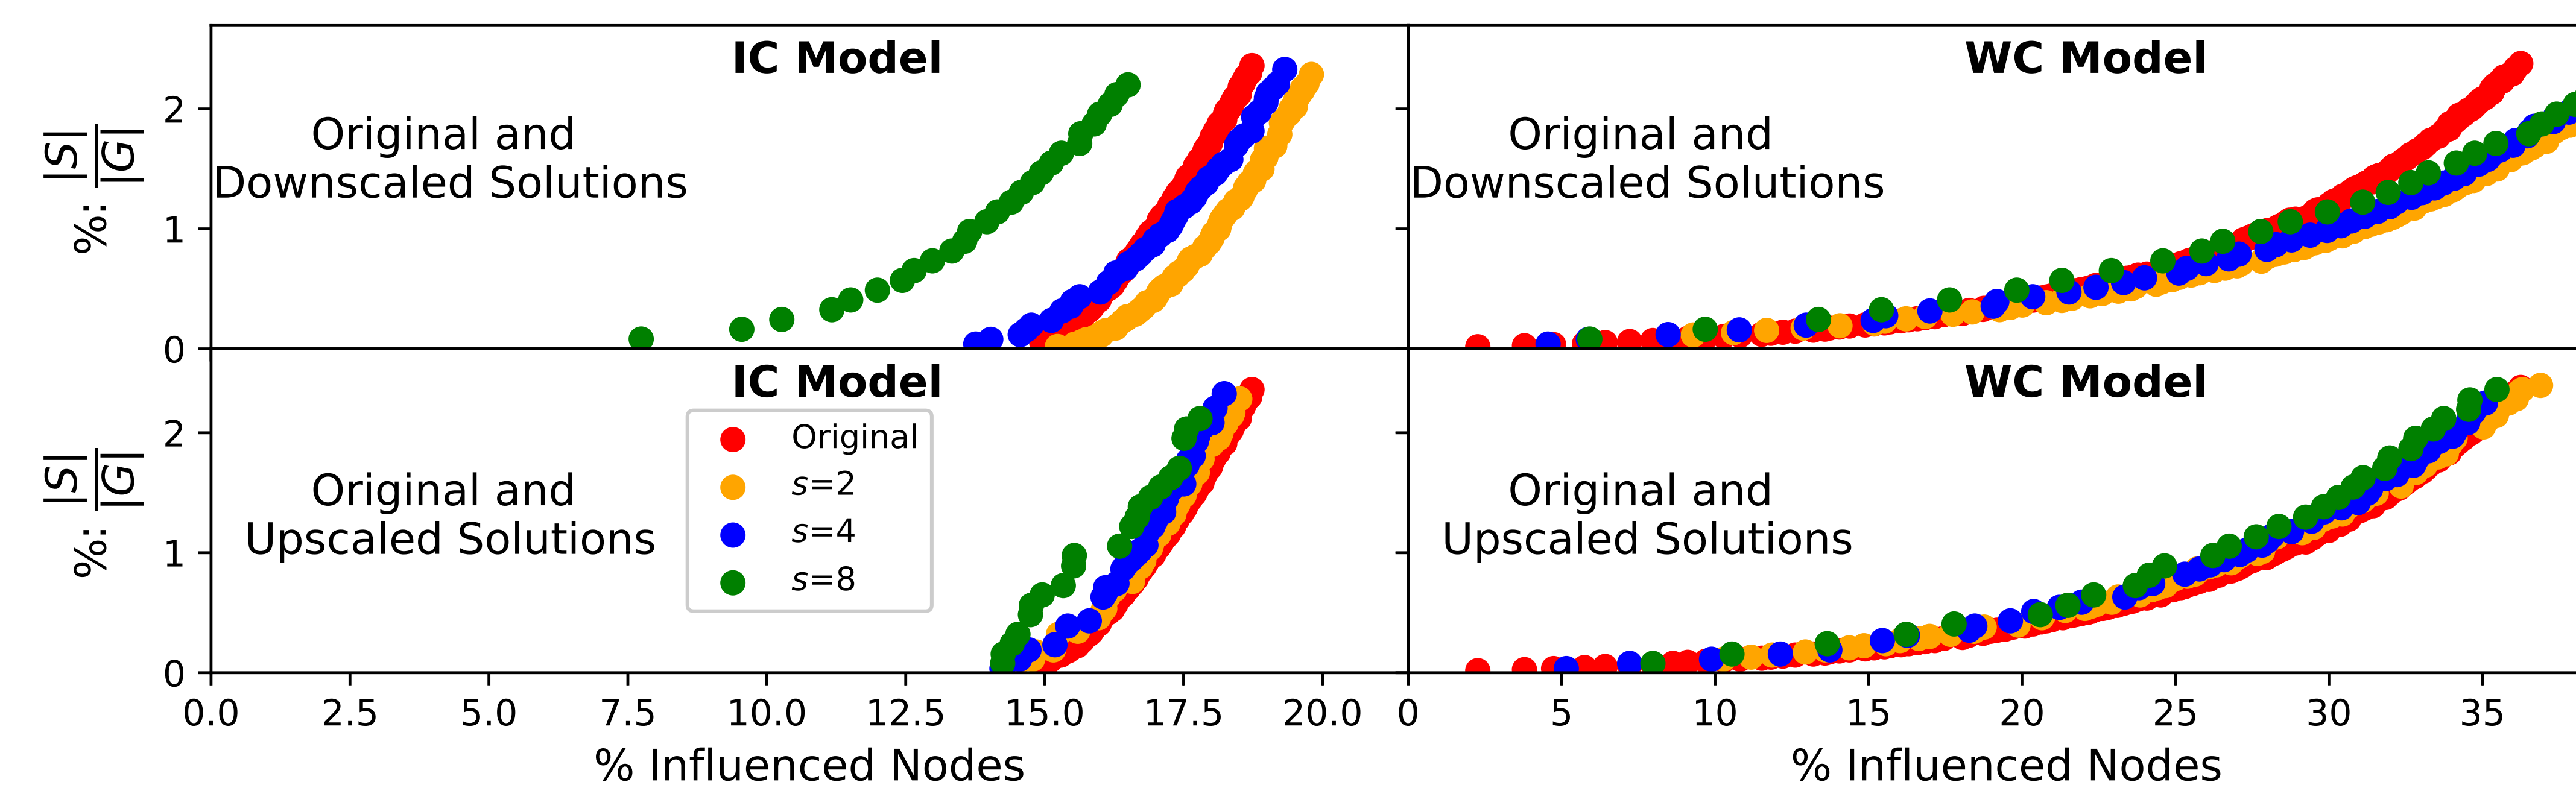 IC Model
WC Model
Original and
Downscaled Solutions
Original and
Downscaled Solutions
%: |S| / |G|
2
1
0
IC Model
WC Model
Original
s=2
s=4
s=8
Original and
Upscaled Solutions
Original and
Upscaled Solutions
%: |S| / |G|
2
1
0
0.0 2.5 5.0 7.5 10.0 12.5 15.0 17.5 20.0
0 5 10 15 20 25 30 35
% Influenced Nodes
% Influenced Nodes